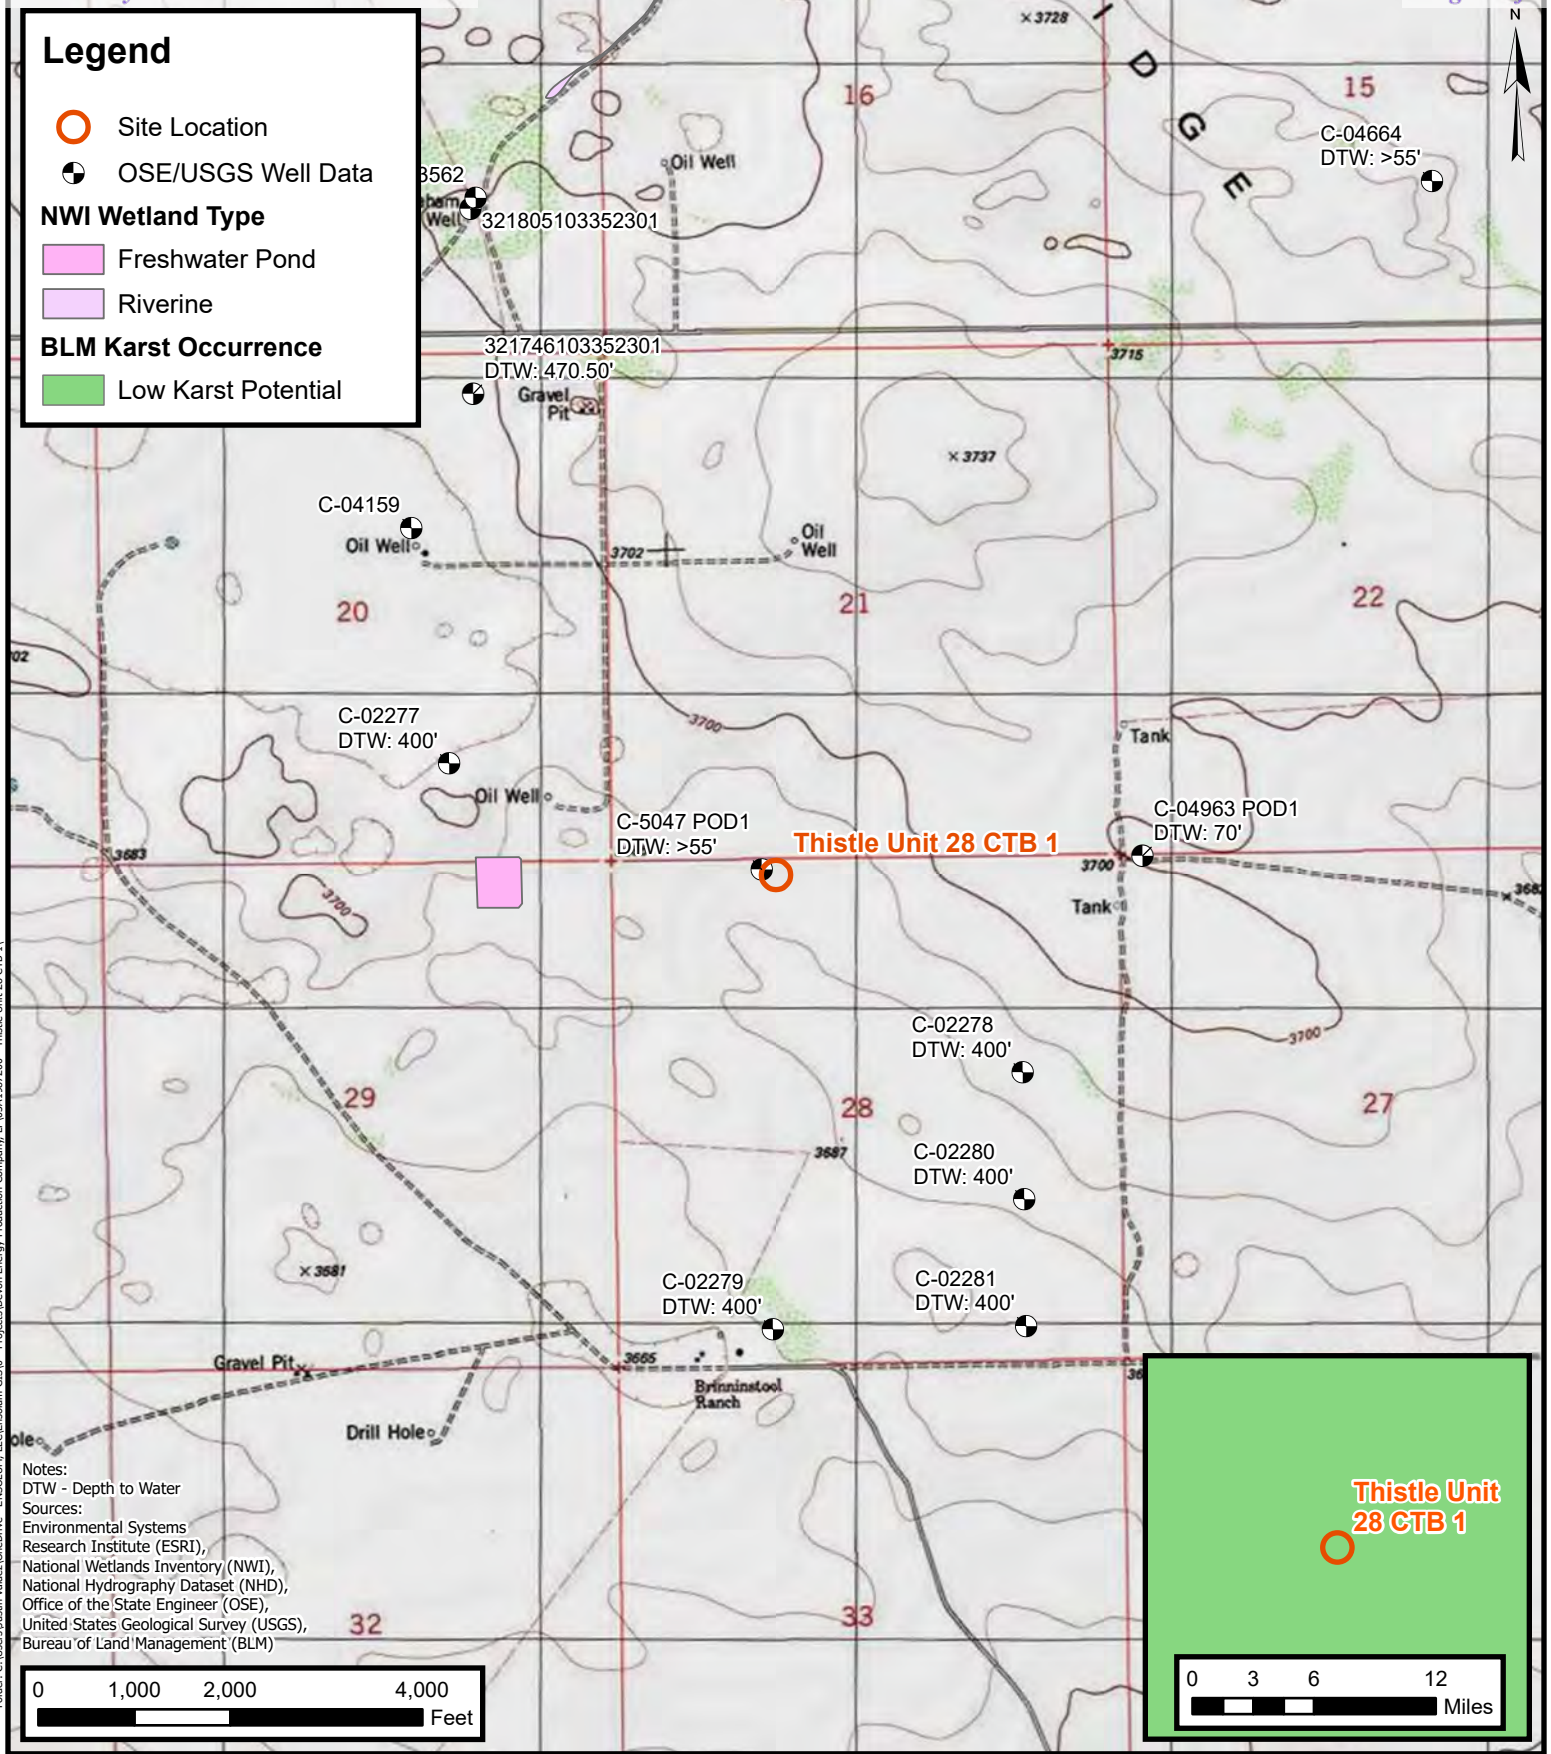 Legend
Site Location
OSE/USGS Well Data
NWI Wetland Type
Freshwater Pond
Riverine
BLM Karst Occurrence
Low Karst Potential
N
×3728
I
D
G
E
16
15
C-04664
DTW: >55'
Oil Well
3562
Well
321805103352301
321746103352301
DTW: 470.50'
3715
Gravel
Pit
×3737
C-04159
Oil Well
3702
Oil
Well
20
21
22
02
C-02277
DTW: 400'
3700
Tank
Oil Well
C-5047 POD1
DTW: >55'
Thistle Unit 28 CTB 1
C-04963 POD1
DTW: 70'
3683
3700
3700
Tank
C-02278
DTW: 400'
3700
29
28
27
3687
C-02280
DTW: 400'
×3681
C-02279
DTW: 400'
C-02281
DTW: 400'
Gravel Pit
3665
Brinninstool
Ranch
Drill Hole
ole
Notes:
DTW - Depth to Water
Sources:
Environmental Systems
Research Institute (ESRI),
National Wetlands Inventory (NWI),
National Hydrography Dataset (NHD),
Office of the State Engineer (OSE),
United States Geological Survey (USGS),
Bureau of Land Management (BLM)
32
33
0 1,000 2,000 4,000
Feet
Thistle Unit
28 CTB 1
0 3 6 12
Miles